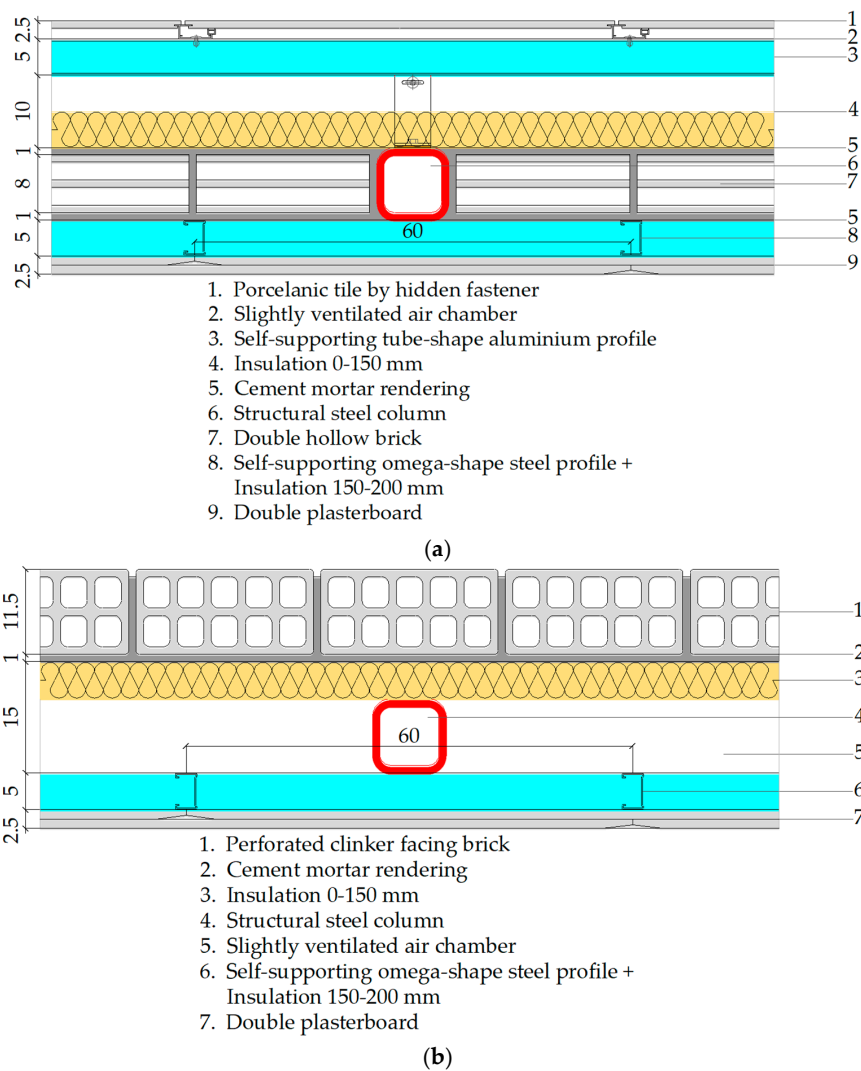 2.5
5
10
1
8
1
5
2.5
60
1
2
3
4
5
6
7
5
8
9
1. Porcelanic tile by hidden fastener
2. Slightly ventilated air chamber
3. Self-supporting tube-shape aluminium profile
4. Insulation 0-150 mm
5. Cement mortar rendering
6. Structural steel column
7. Double hollow brick
8. Self-supporting omega-shape steel profile +
Insulation 150-200 mm
9. Double plasterboard
(a)
11.5
1
15
5
2.5
60
1
2
3
4
5
6
7
1. Perforated clinker facing brick
2. Cement mortar rendering
3. Insulation 0-150 mm
4. Structural steel column
5. Slightly ventilated air chamber
6. Self-supporting omega-shape steel profile +
Insulation 150-200 mm
7. Double plasterboard
(b)